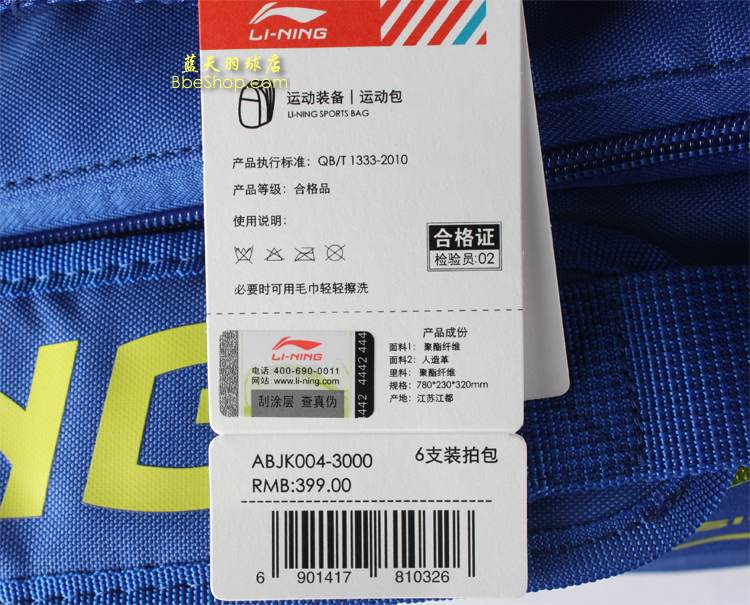 LI-NING
蓝天羽球店
BbeShop.com
运动装备 | 运动包
LI-NING SPORTS BAG
产品执行标准：QB/T 1333-2010
产品等级：合格品
使用说明：
合格证
检验员:02
必要时可用毛巾轻轻擦洗
LI-NING
电话 400-690-0011
网站 www.li-ning.com
刮涂层 查真伪
442 4442 444
产品成份
面料1：聚酯纤维
面料2：人造革
里料：聚酯纤维
规格：780*230*320mm
产地：江苏江都
ABJK004-3000 6支装拍包
RMB:399.00
6 901417 810326